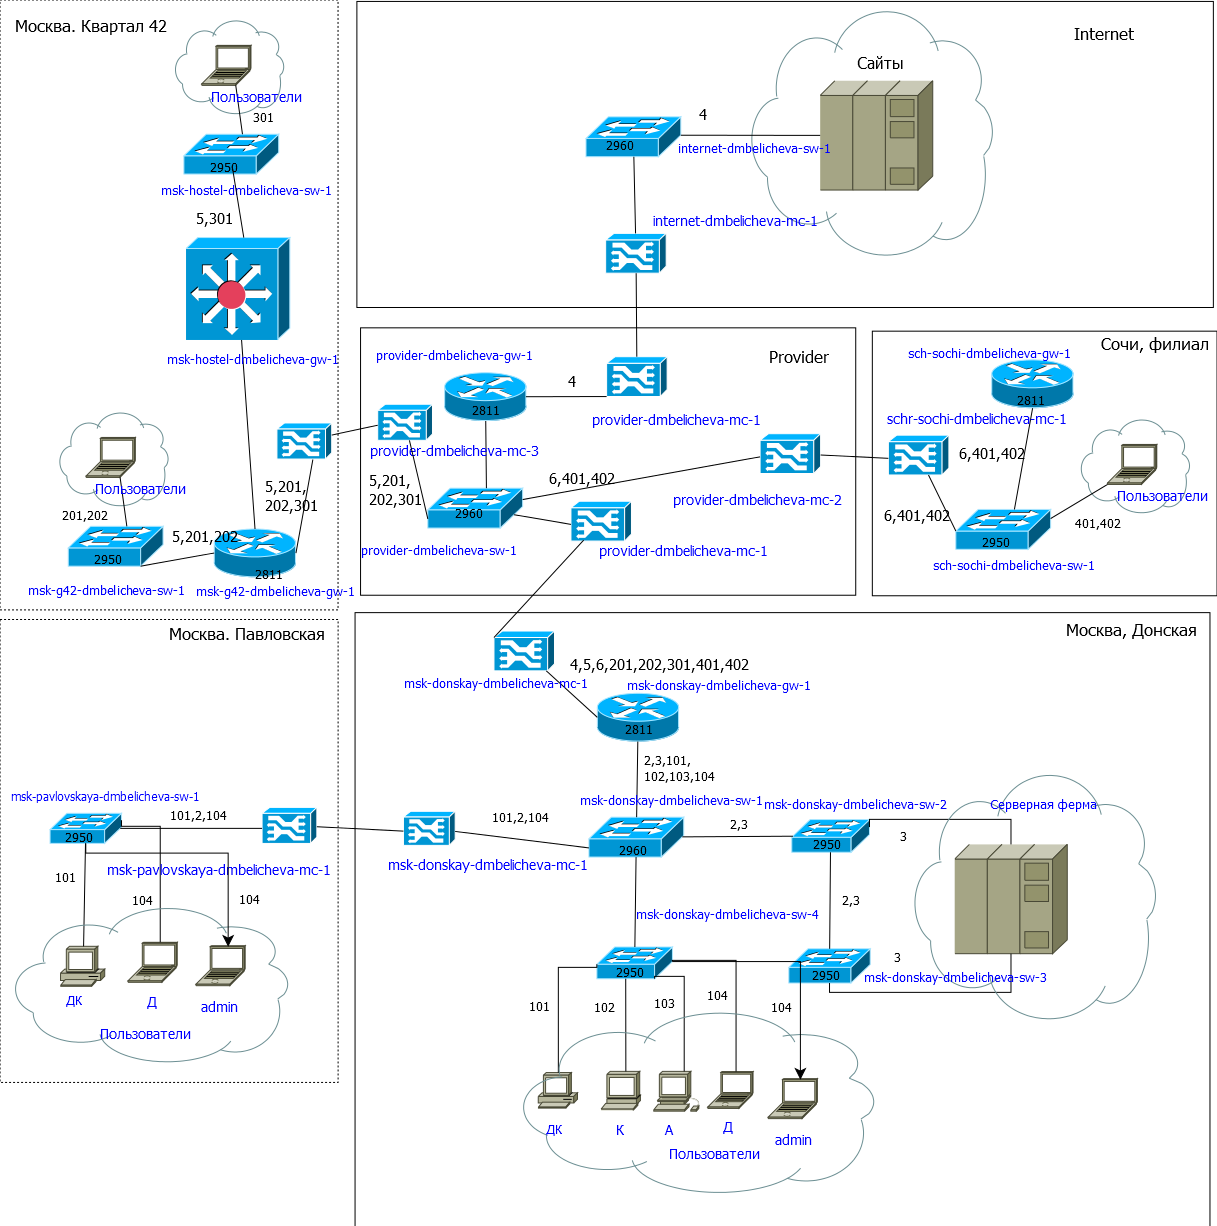 Москва. Квартал 42
Пользователи
301
2950
msk-hostel-dmbelicheva-sw-1
5,301
msk-hostel-dmbelicheva-gw-1
Пользователи
201,202
2950
msk-g42-dmbelicheva-sw-1
5,201,202
2811
msk-g42-dmbelicheva-gw-1
5,201,
202,301
Internet
Сайты
4
2960
internet-dmbelicheva-sw-1
internet-dmbelicheva-mc-1
Provider
provider-dmbelicheva-gw-1
2811
4
provider-dmbelicheva-mc-1
provider-dmbelicheva-mc-3
5,201,
202,301
6,401,402
2960
provider-dmbelicheva-sw-1
provider-dmbelicheva-mc-2
provider-dmbelicheva-mc-1
Сочи, филиал
sch-sochi-dmbelicheva-gw-1
2811
schr-sochi-dmbelicheva-mc-1
6,401,402
6,401,402
Пользователи
401,402
2950
sch-sochi-dmbelicheva-sw-1
Москва. Павловская
msk-pavlovskaya-dmbelicheva-sw-1
2950
101,2,104
msk-pavlovskaya-dmbelicheva-mc-1
101
104
104
ДК
Д
admin
Пользователи
Москва, Донская
msk-donskay-dmbelicheva-mc-1
4,5,6,201,202,301,401,402
msk-donskay-dmbelicheva-gw-1
2811
2,3,101,
102,103,104
msk-donskay-dmbelicheva-sw-1
msk-donskay-dmbelicheva-sw-2
Серверная ферма
101,2,104
msk-donskay-dmbelicheva-mc-1
2960
2,3
2950
3
2,3
msk-donskay-dmbelicheva-sw-4
2950
2950
3
msk-donskay-dmbelicheva-sw-3
101
102
103
104
104
ДК
К
А
Д
admin
Пользователи